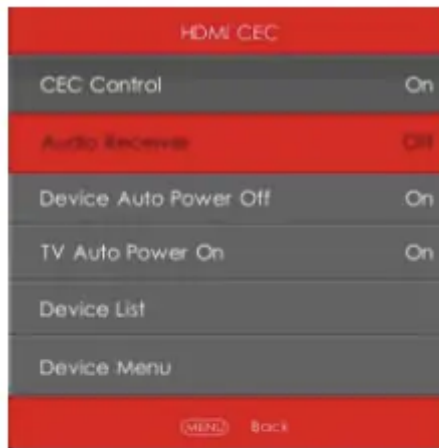 HDMI CEC
CEC Control On
Audio Receiver Off
Device Auto Power Off On
TV Auto Power On On
Device List
Device Menu
MENU Back